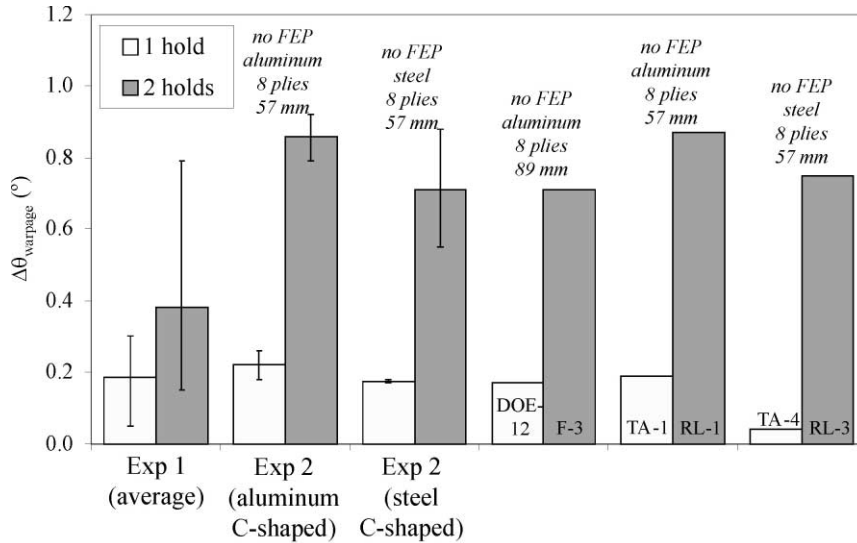 1.2
1.0
0.8
0.6
0.4
0.2
0.0
Δθwarpage (°)
1 hold
2 holds
no FEP
aluminum
8 plies
57 mm
no FEP
steel
8 plies
57 mm
no FEP
aluminum
8 plies
89 mm
no FEP
aluminum
8 plies
57 mm
no FEP
steel
8 plies
57 mm
DOE-
12
F-3
TA-1
RL-1
TA-4
RL-3
Exp 1
(average)
Exp 2
(aluminum
C-shaped)
Exp 2
(steel
C-shaped)